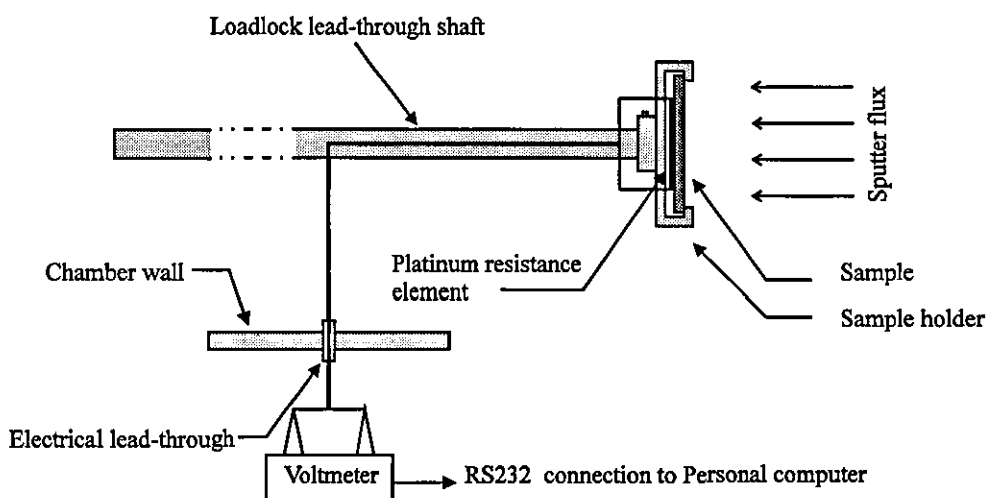 Loadlock lead-through shaft
Sputter flux
Chamber wall
Platinum resistance
element
Sample
Sample holder
Electrical lead-through
Voltmeter
RS232 connection to Personal computer